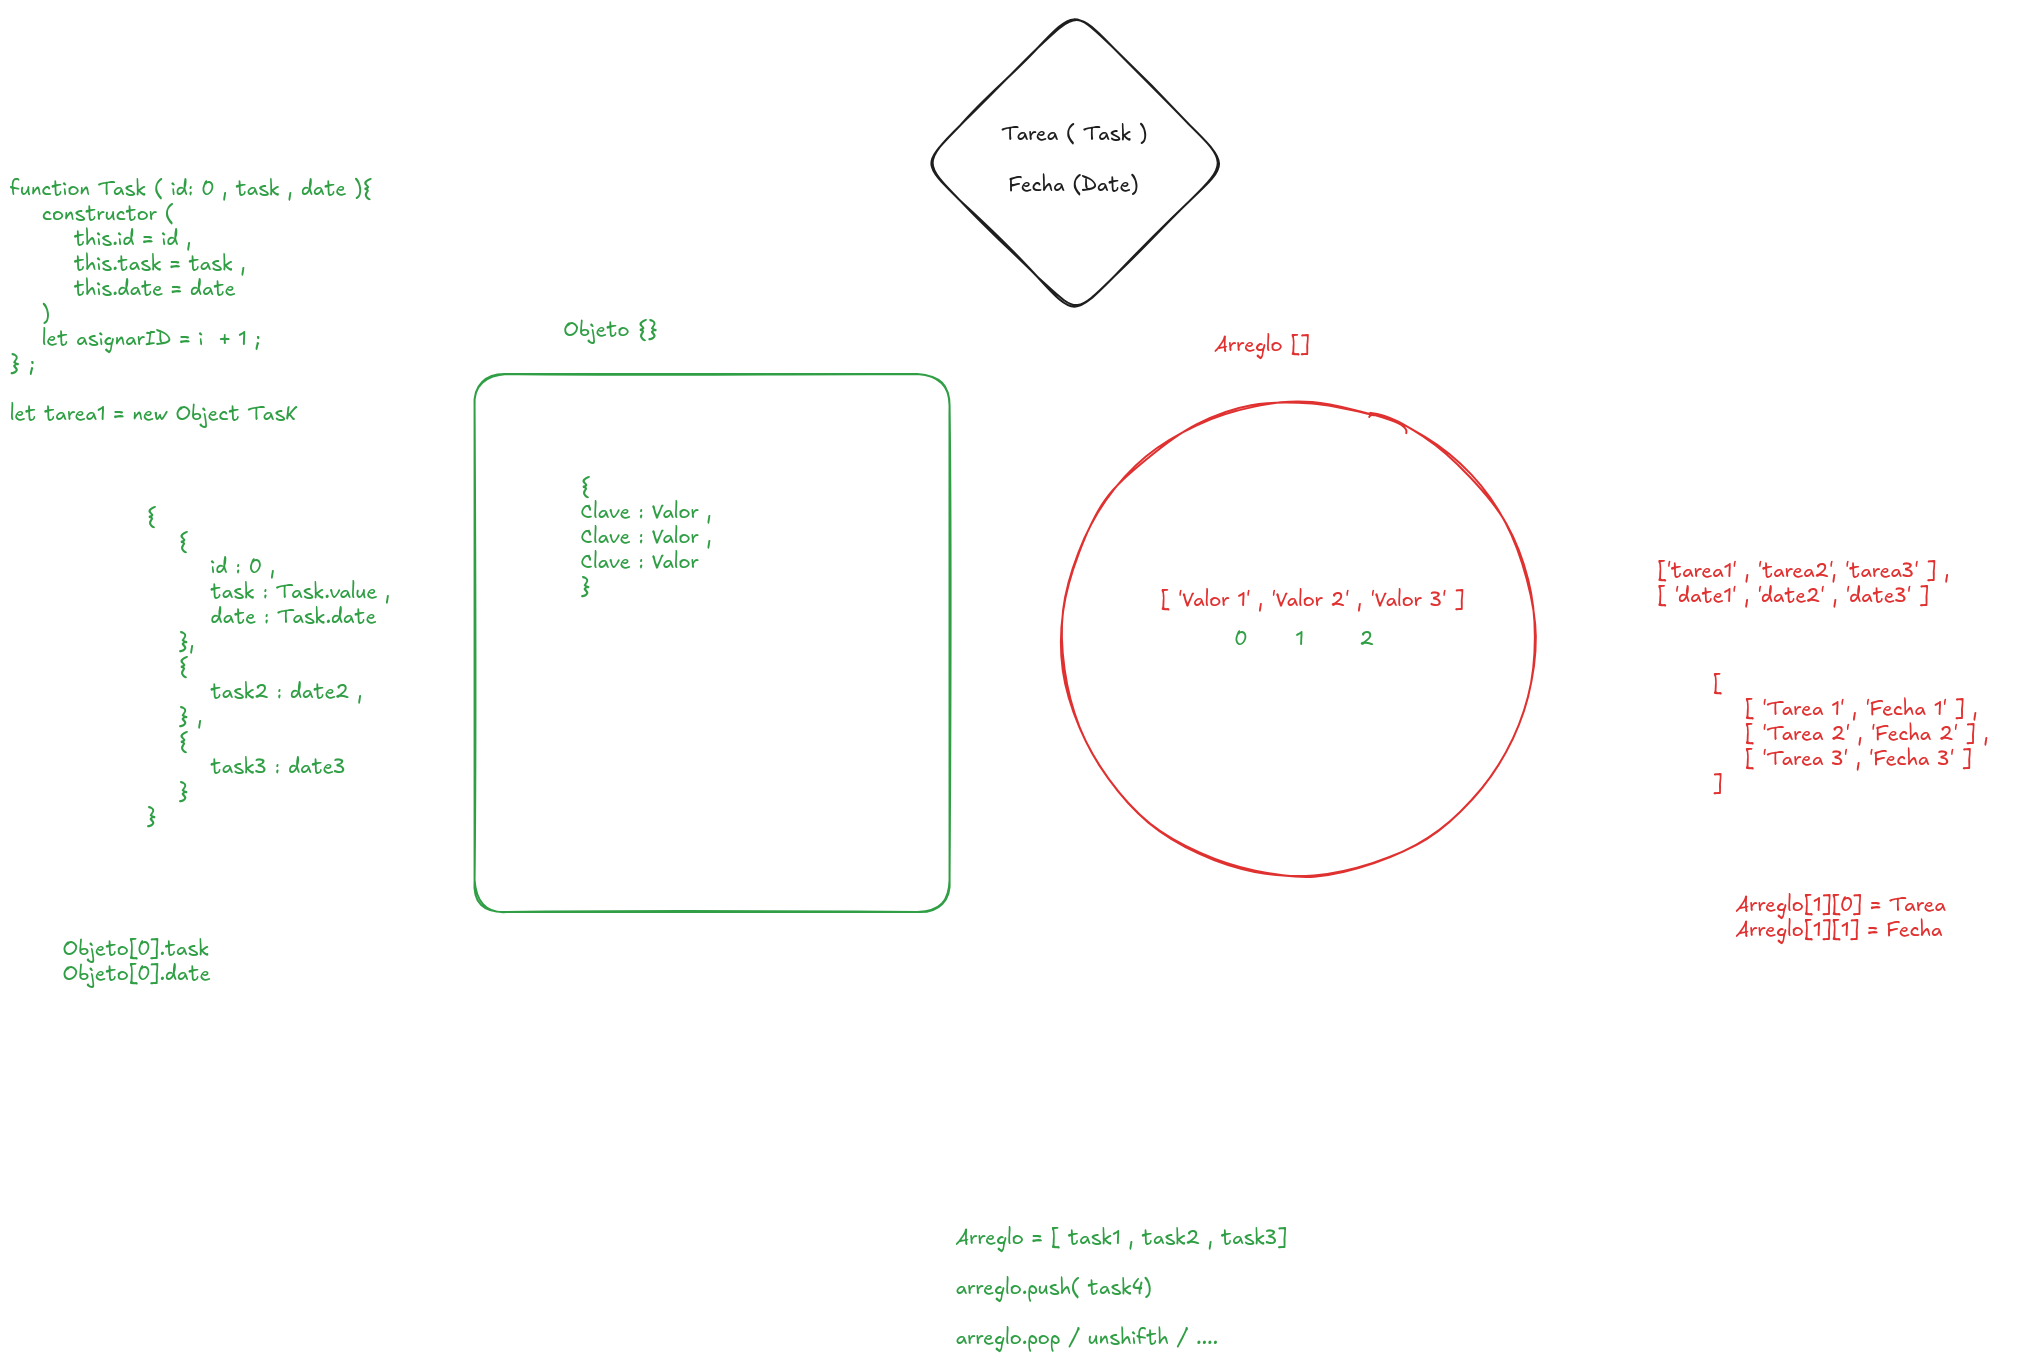 Tarea ( Task )
Fecha (Date)
function Task ( id: 0 , task , date ){
constructor (
this.id = id ,
this.task = task ,
this.date = date
)
let asignarID = i + 1 ;
} ;
let tarea1 = new Object TasK
{
{
id : 0 ,
task : Task.value ,
date : Task.date
},
{
task2 : date2 ,
} ,
{
task3 : date3
}
}
Objeto[0].task
Objeto[0].date
Objeto {}
{
Clave : Valor ,
Clave : Valor ,
Clave : Valor
}
Arreglo []
[ 'Valor 1' , 'Valor 2' , 'Valor 3' ]
0 1 2
['tarea1' , 'tarea2', 'tarea3' ] ,
[ 'date1' , 'date2' , 'date3' ]
[
[ 'Tarea 1' , 'Fecha 1' ] ,
[ 'Tarea 2' , 'Fecha 2' ] ,
[ 'Tarea 3' , 'Fecha 3' ]
]
Arreglo[1][0] = Tarea
Arreglo[1][1] = Fecha
Arreglo = [ task1 , task2 , task3]
arreglo.push( task4)
arreglo.pop / unshifth / ....